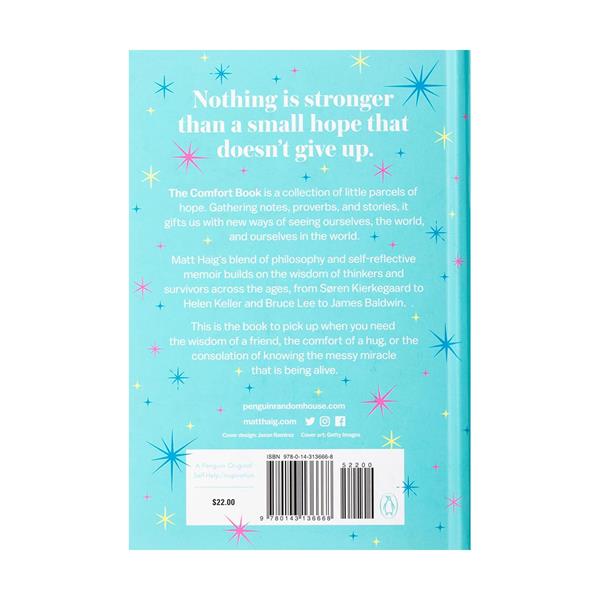 Nothing is stronger
than a small hope that
doesn't give up.
The Comfort Book is a collection of little parcels of
hope. Gathering notes, proverbs, and stories, it
gifts us with new ways of seeing ourselves, the world,
and ourselves in the world.
Matt Haig's blend of philosophy and self-reflective
memoir builds on the wisdom of thinkers and
survivors across the ages, from Søren Kierkegaard to
Helen Keller and Bruce Lee to James Baldwin.
This is the book to pick up when you need
the wisdom of a friend, the comfort of a hug, or the
consolation of knowing the messy miracle
that is being alive.
penguinrandomhouse.com
matthaig.com
Cover design: Jason Ramirez Cover art: Getty Images
A Penguin Original
Self-Help/Inspiration
$22.00
ISBN 978-0-14-313666-8
52200
9 780143 136668